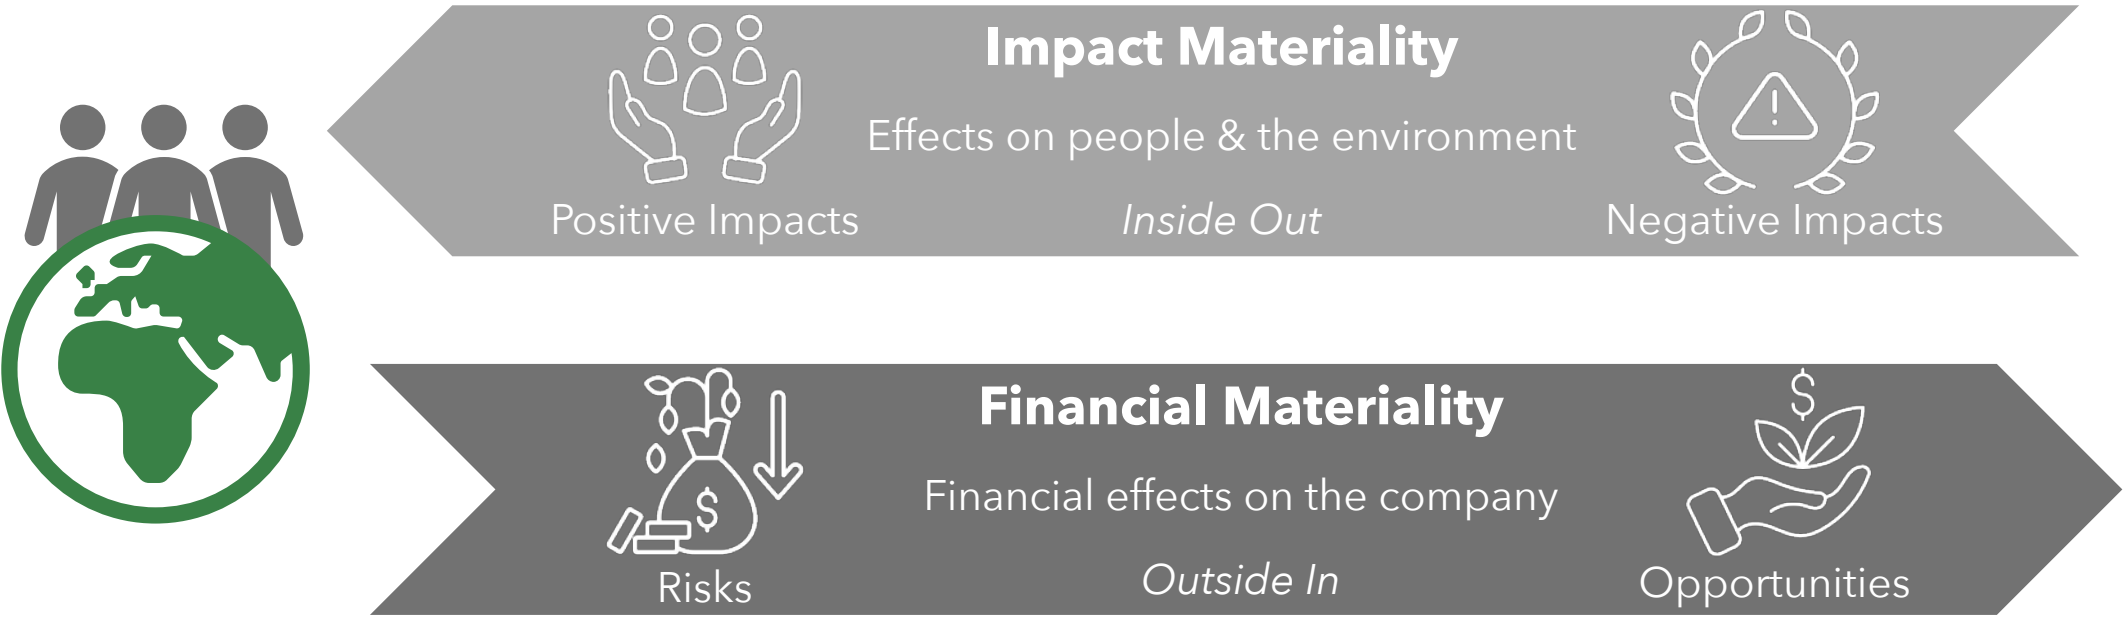 Impact Materiality
Effects on people & the environment
Positive Impacts
Inside Out
Negative Impacts
Financial Materiality
Financial effects on the company
Risks
Outside In
Opportunities
$
$